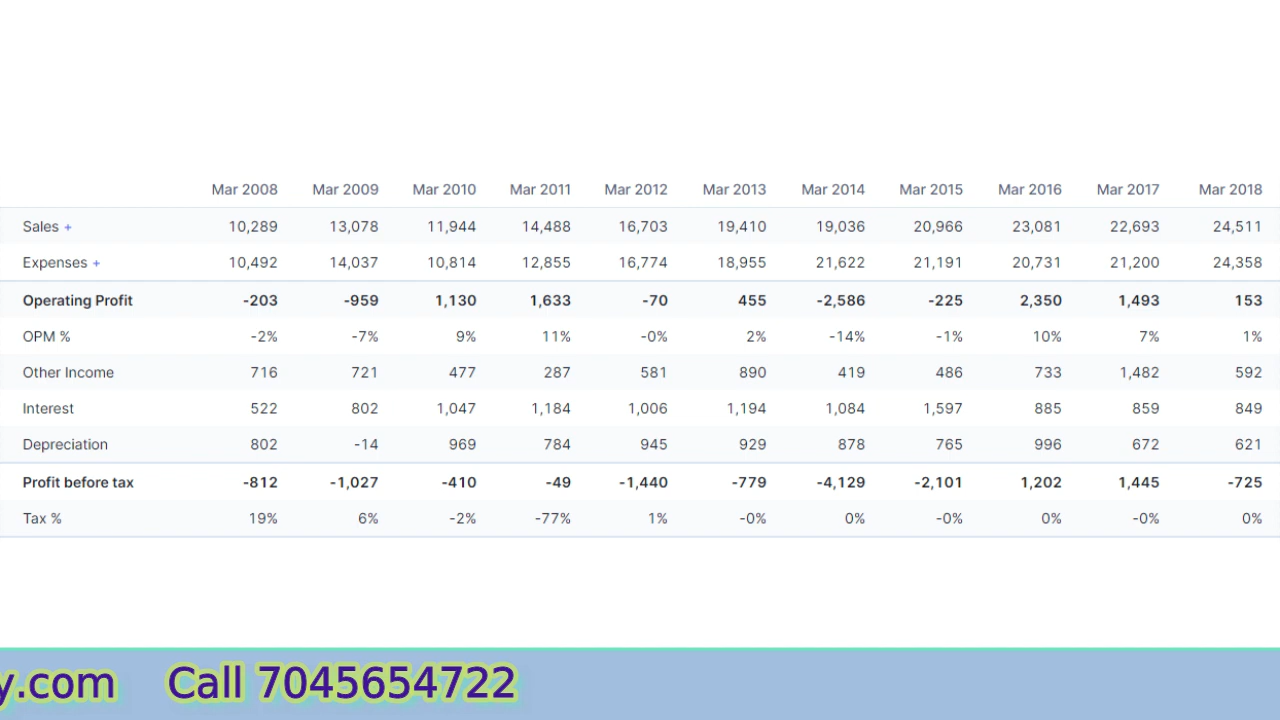 Mar 2008 Mar 2009 Mar 2010 Mar 2011 Mar 2012 Mar 2013 Mar 2014 Mar 2015 Mar 2016 Mar 2017 Mar 2018
Sales + 10,289 13,078 11,944 14,488 16,703 19,410 19,036 20,966 23,081 22,693 24,511
Expenses + 10,492 14,037 10,814 12,855 16,774 18,955 21,622 21,191 20,731 21,200 24,358
Operating Profit -203 -959 1,130 1,633 -70 455 -2,586 -225 2,350 1,493 153
OPM % -2% -7% 9% 11% -0% 2% -14% -1% 10% 7% 1%
Other Income 716 721 477 287 581 890 419 486 733 1,482 592
Interest 522 802 1,047 1,184 1,006 1,194 1,084 1,597 885 859 849
Depreciation 802 -14 969 784 945 929 878 765 996 672 621
Profit before tax -812 -1,027 -410 -49 -1,440 -779 -4,129 -2,101 1,202 1,445 -725
Tax % 19% 6% -2% -77% 1% -0% 0% -0% 0% -0% 0%
y.com Call 7045654722